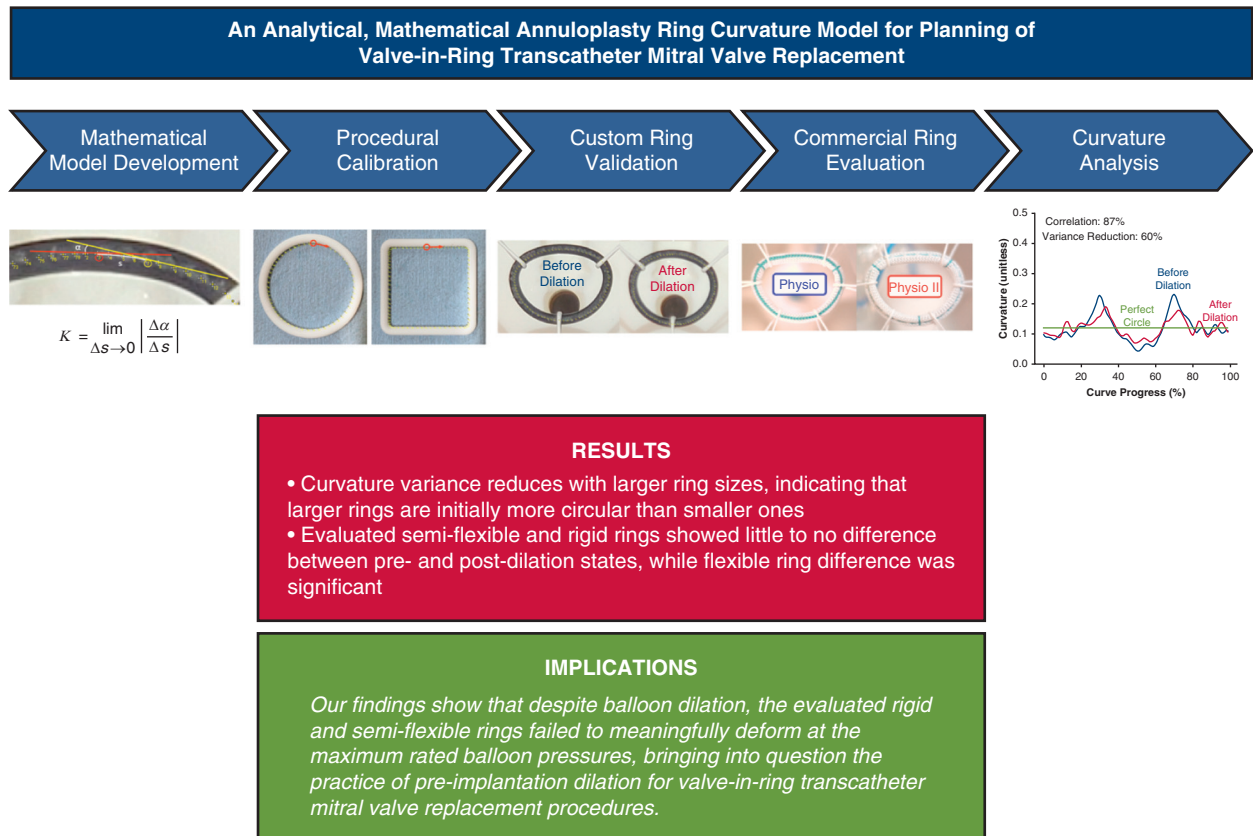 An Analytical, Mathematical Annuloplasty Ring Curvature Model for Planning of
Valve-in-Ring Transcatheter Mitral Valve Replacement
Mathematical
Model Development
Procedural
Calibration
Custom Ring
Validation
Commercial Ring
Evaluation
Curvature
Analysis
α
s
K = lim Δs→0 |Δα/Δs|
Before
Dilation
After
Dilation
Physio
Physio II
Correlation: 87%
Variance Reduction: 60%
Before
Dilation
Perfect
Circle
After
Dilation
Curvature (unitless)
0.5
0.4
0.3
0.2
0.1
0.0
0 20 40 60 80 100
Curve Progress (%)
RESULTS
• Curvature variance reduces with larger ring sizes, indicating that
larger rings are initially more circular than smaller ones
• Evaluated semi-flexible and rigid rings showed little to no difference
between pre- and post-dilation states, while flexible ring difference was
significant
IMPLICATIONS
Our findings show that despite balloon dilation, the evaluated rigid
and semi-flexible rings failed to meaningfully deform at the
maximum rated balloon pressures, bringing into question the
practice of pre-implantation dilation for valve-in-ring transcatheter
mitral valve replacement procedures.